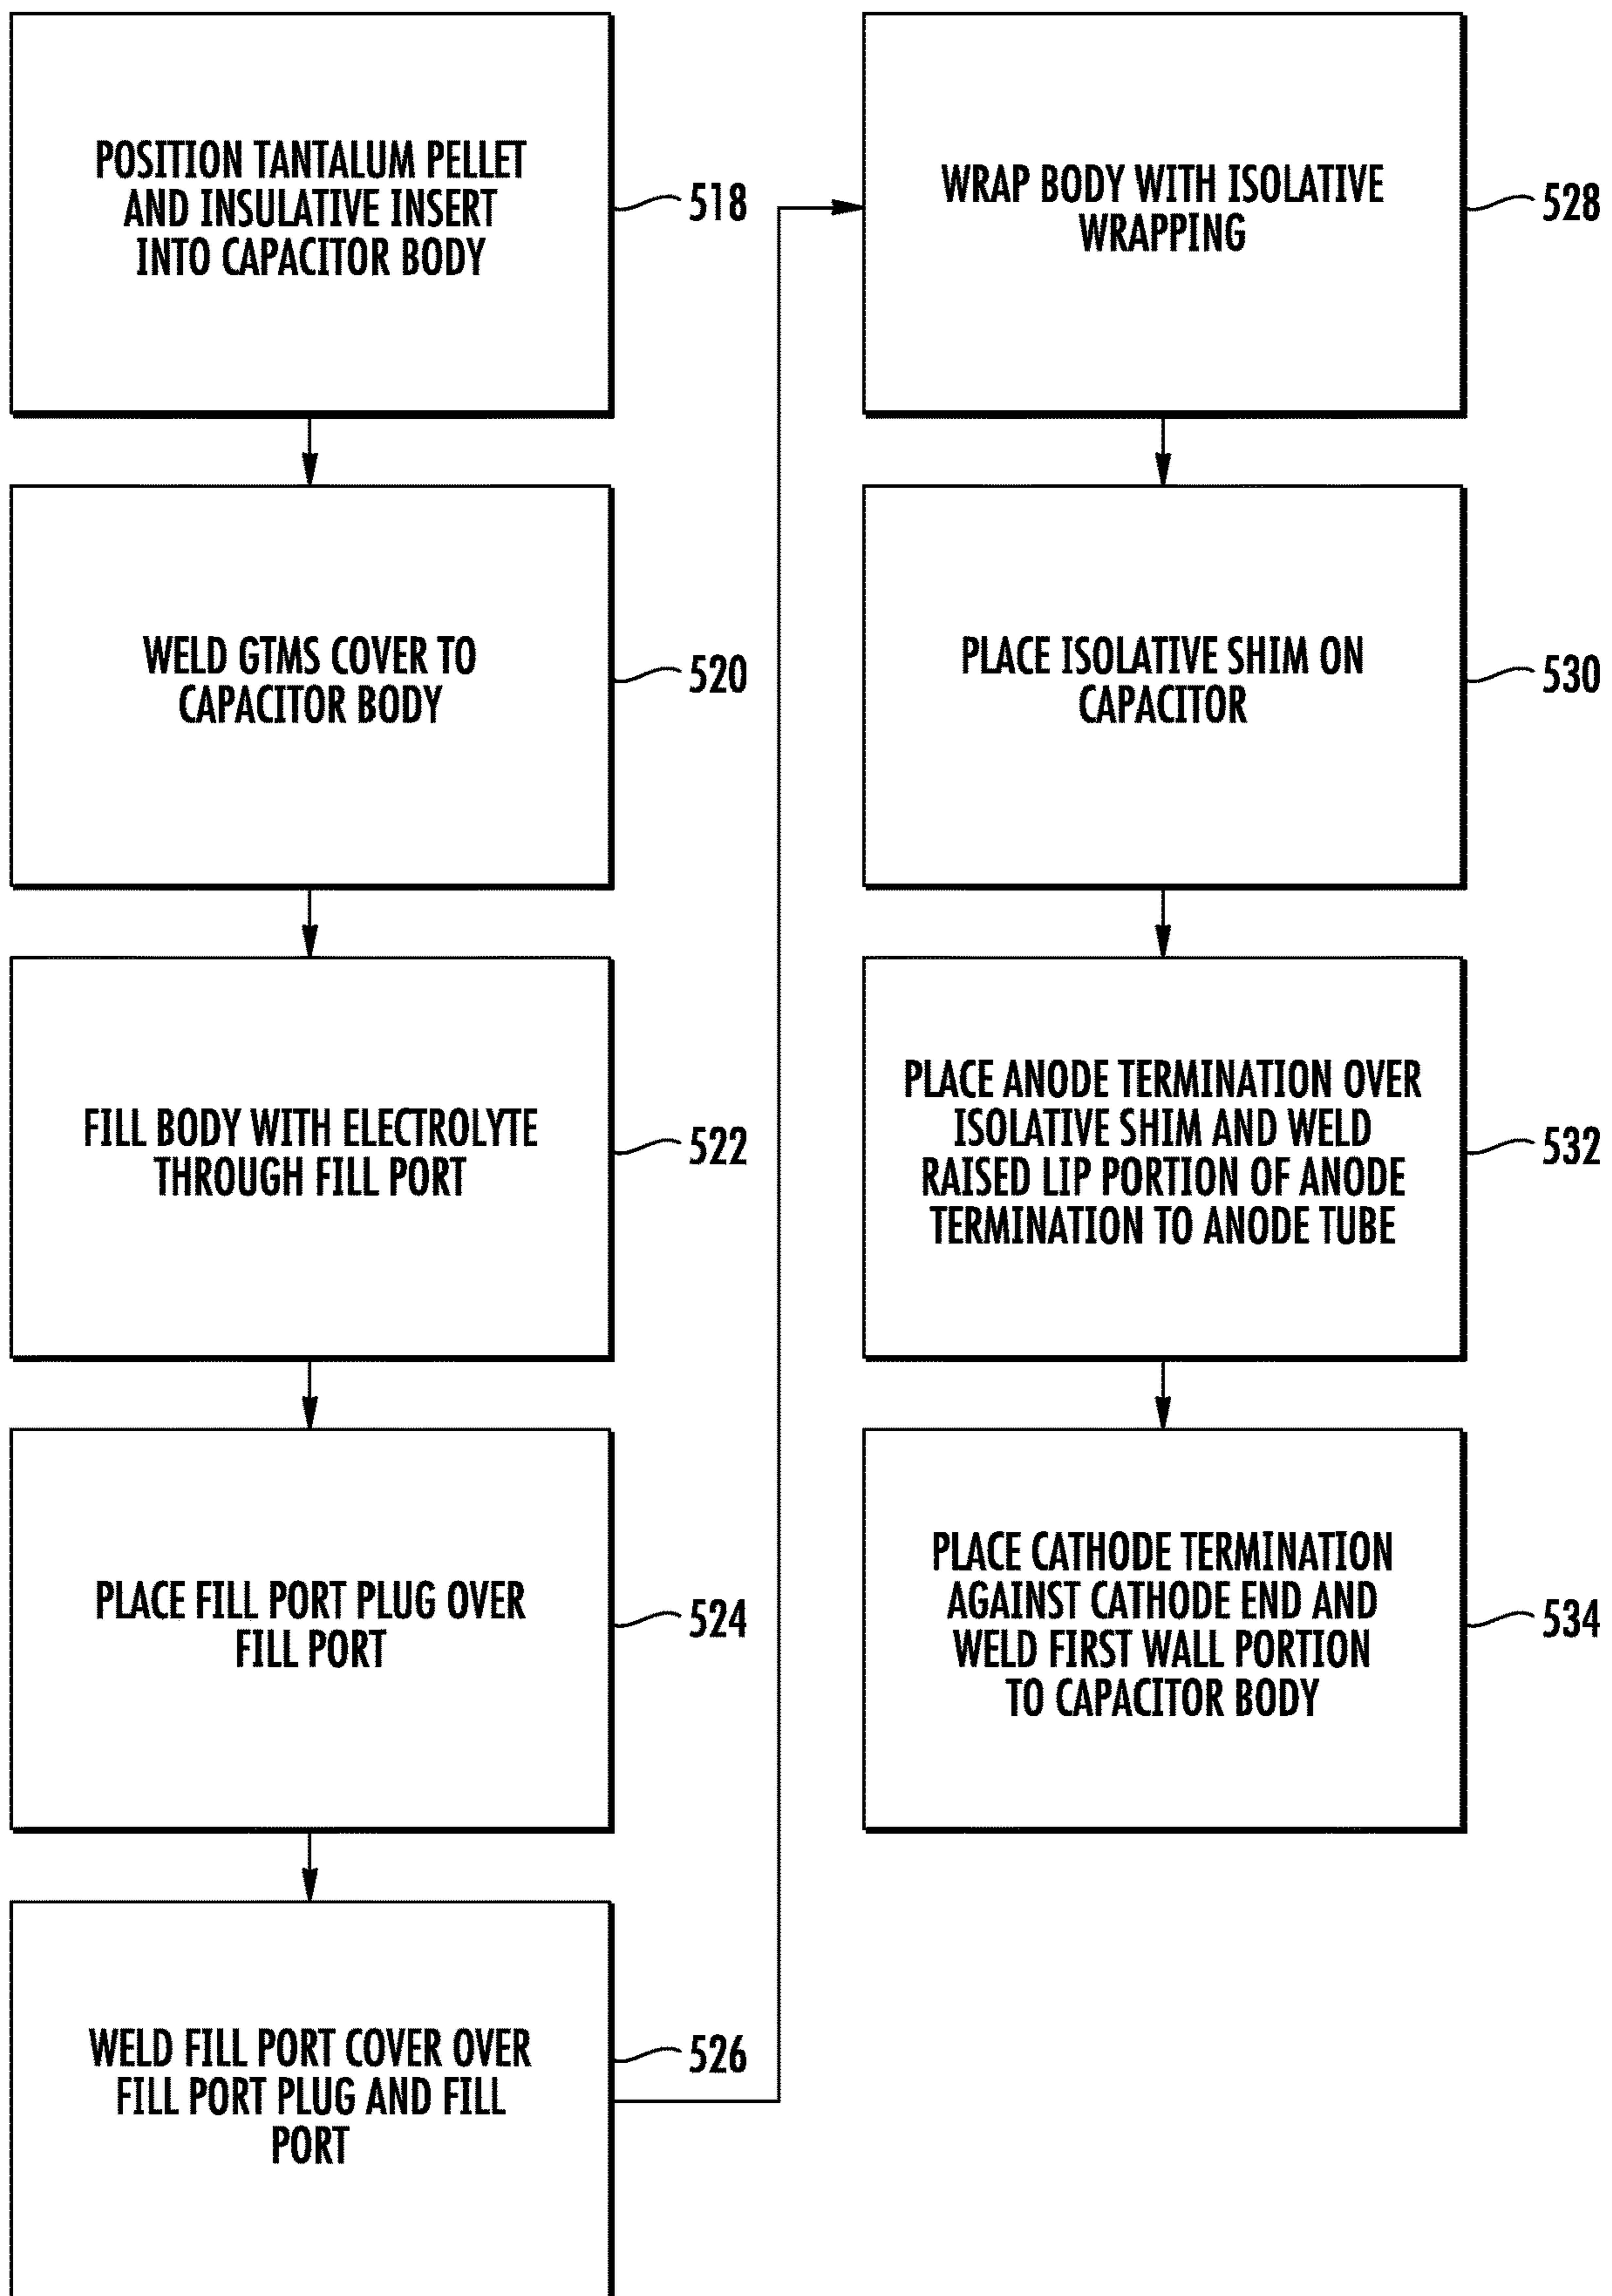 POSITION TANTALUM PELLET
AND INSULATIVE INSERT
INTO CAPACITOR BODY
518
WELD GTMS COVER TO
CAPACITOR BODY
520
FILL BODY WITH ELECTROLYTE
THROUGH FILL PORT
522
PLACE FILL PORT PLUG OVER
FILL PORT
524
WELD FILL PORT COVER OVER
FILL PORT PLUG AND FILL
PORT
526
WRAP BODY WITH ISOLATIVE
WRAPPING
528
PLACE ISOLATIVE SHIM ON
CAPACITOR
530
PLACE ANODE TERMINATION OVER
ISOLATIVE SHIM AND WELD
RAISED LIP PORTION OF ANODE
TERMINATION TO ANODE TUBE
532
PLACE CATHODE TERMINATION
AGAINST CATHODE END AND
WELD FIRST WALL PORTION
TO CAPACITOR BODY
534